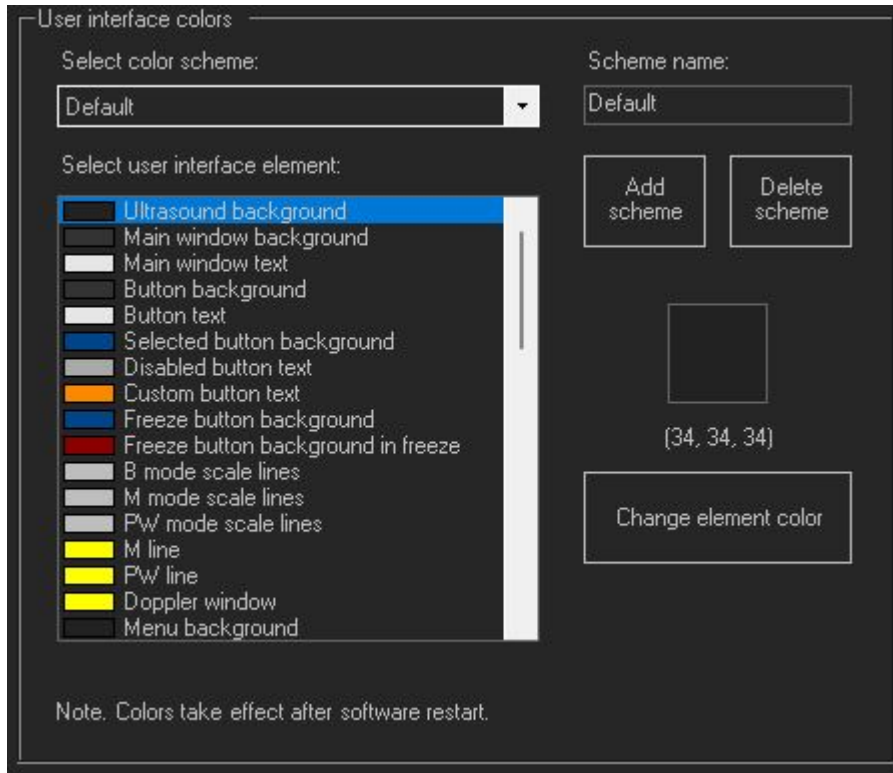 User interface colors
Select color scheme:
Default
Scheme name:
Default
Select user interface element:
Add
scheme
Delete
scheme
Ultrasound background
Main window background
Main window text
Button background
Button text
Selected button background
Disabled button text
Custom button text
Freeze button background
Freeze button background in freeze
B mode scale lines
M mode scale lines
PW mode scale lines
M line
PW line
Doppler window
Menu background
(34, 34, 34)
Change element color
Note. Colors take effect after software restart.